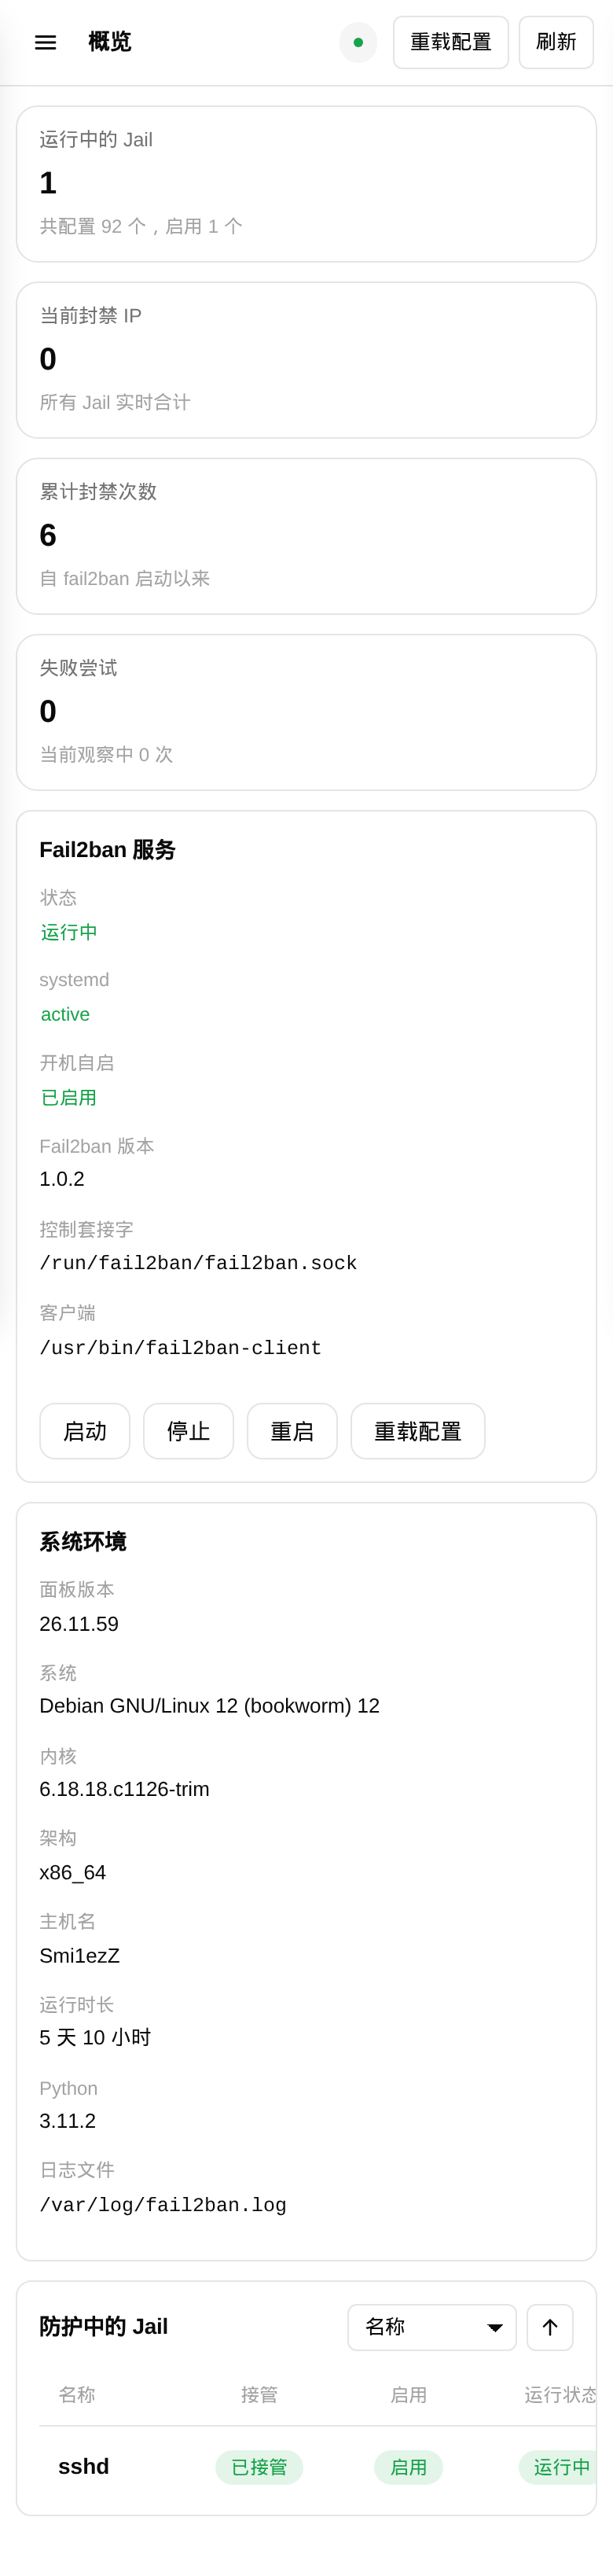 概览
重载配置
刷新
运行中的 Jail
1
共配置 92 个，启用 1 个
当前封禁 IP
0
所有 Jail 实时合计
累计封禁次数
6
自 fail2ban 启动以来
失败尝试
0
当前观察中 0 次
Fail2ban 服务
状态
运行中
systemd
active
开机自启
已启用
Fail2ban 版本
1.0.2
控制套接字
/run/fail2ban/fail2ban.sock
客户端
/usr/bin/fail2ban-client
启动 停止 重启 重载配置
系统环境
面板版本
26.11.59
系统
Debian GNU/Linux 12 (bookworm) 12
内核
6.18.18.c1126-trim
架构
x86_64
主机名
Smi1ezZ
运行时长
5 天 10 小时
Python
3.11.2
日志文件
/var/log/fail2ban.log
防护中的 Jail 名称
名称 接管 启用 运行状态
sshd 已接管 启用 运行中